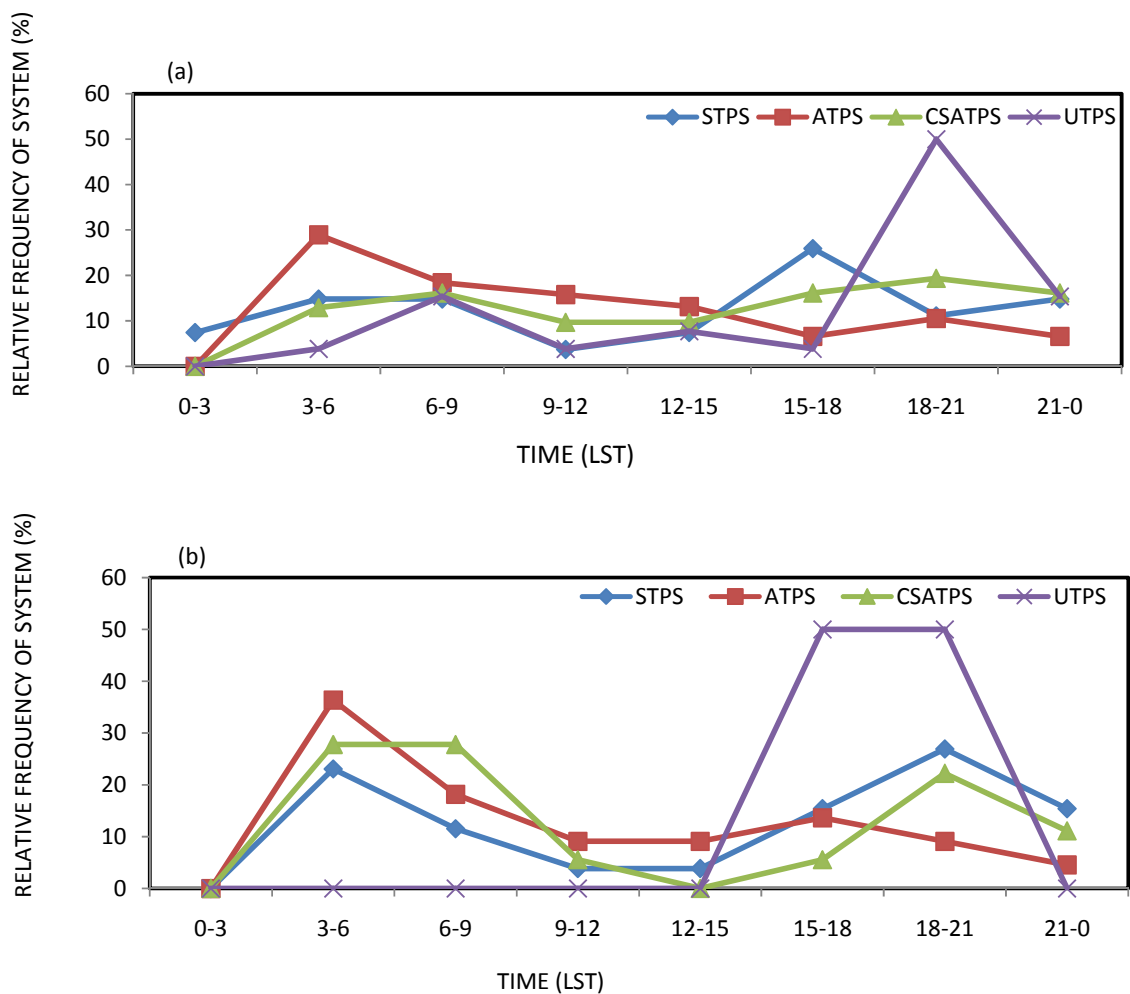 (a)
RELATIVE FREQUENCY OF SYSTEM (%)
60
50
40
30
20
10
0
STPS ATPS CSATPS UTPS
0-3 3-6 6-9 9-12 12-15 15-18 18-21 21-0
TIME (LST)
(b)
RELATIVE FREQUENCY OF SYSTEM (%)
60
50
40
30
20
10
0
STPS ATPS CSATPS UTPS
0-3 3-6 6-9 9-12 12-15 15-18 18-21 21-0
TIME (LST)